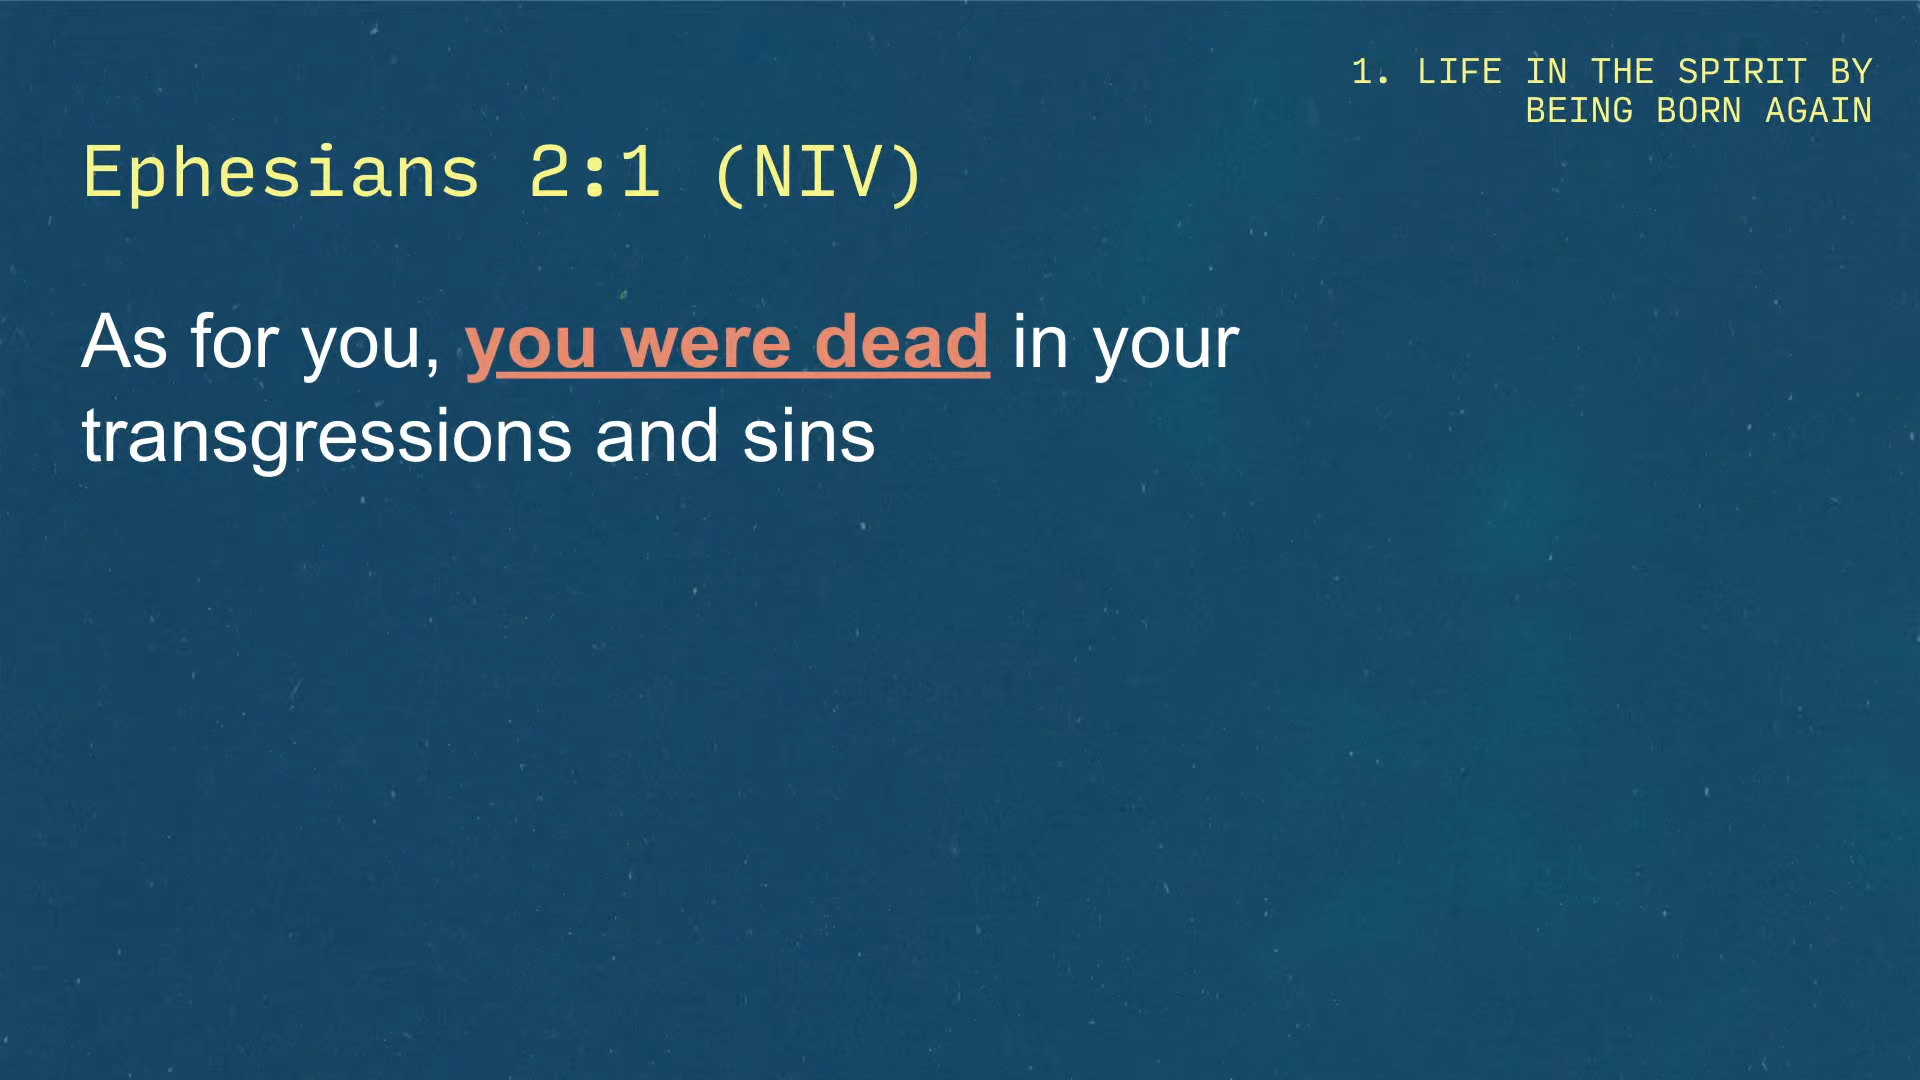 1. LIFE IN THE SPIRIT BY
BEING BORN AGAIN
Ephesians 2:1 (NIV)
As for you, you were dead in your
transgressions and sins